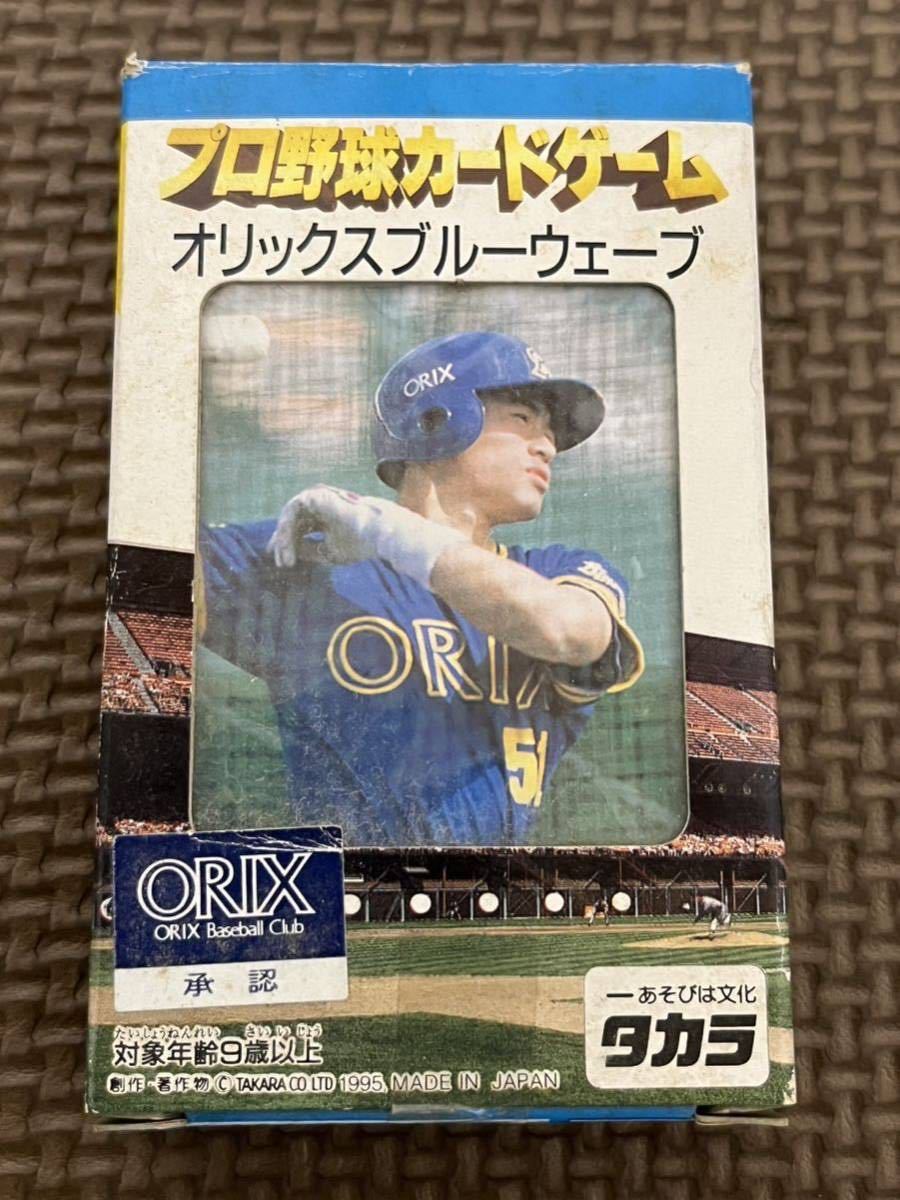 プロ野球カードゲーム
オリックスブルーウェーブ
ORIX
ORIX
51
ORIX
ORIX Baseball Club
承認
たいしょうねんれい さいいじょう
対象年齢9歳以上
創作・著作物 © TAKARA CO LTD 1995, MADE IN JAPAN
ーあそびは文化
タカラ